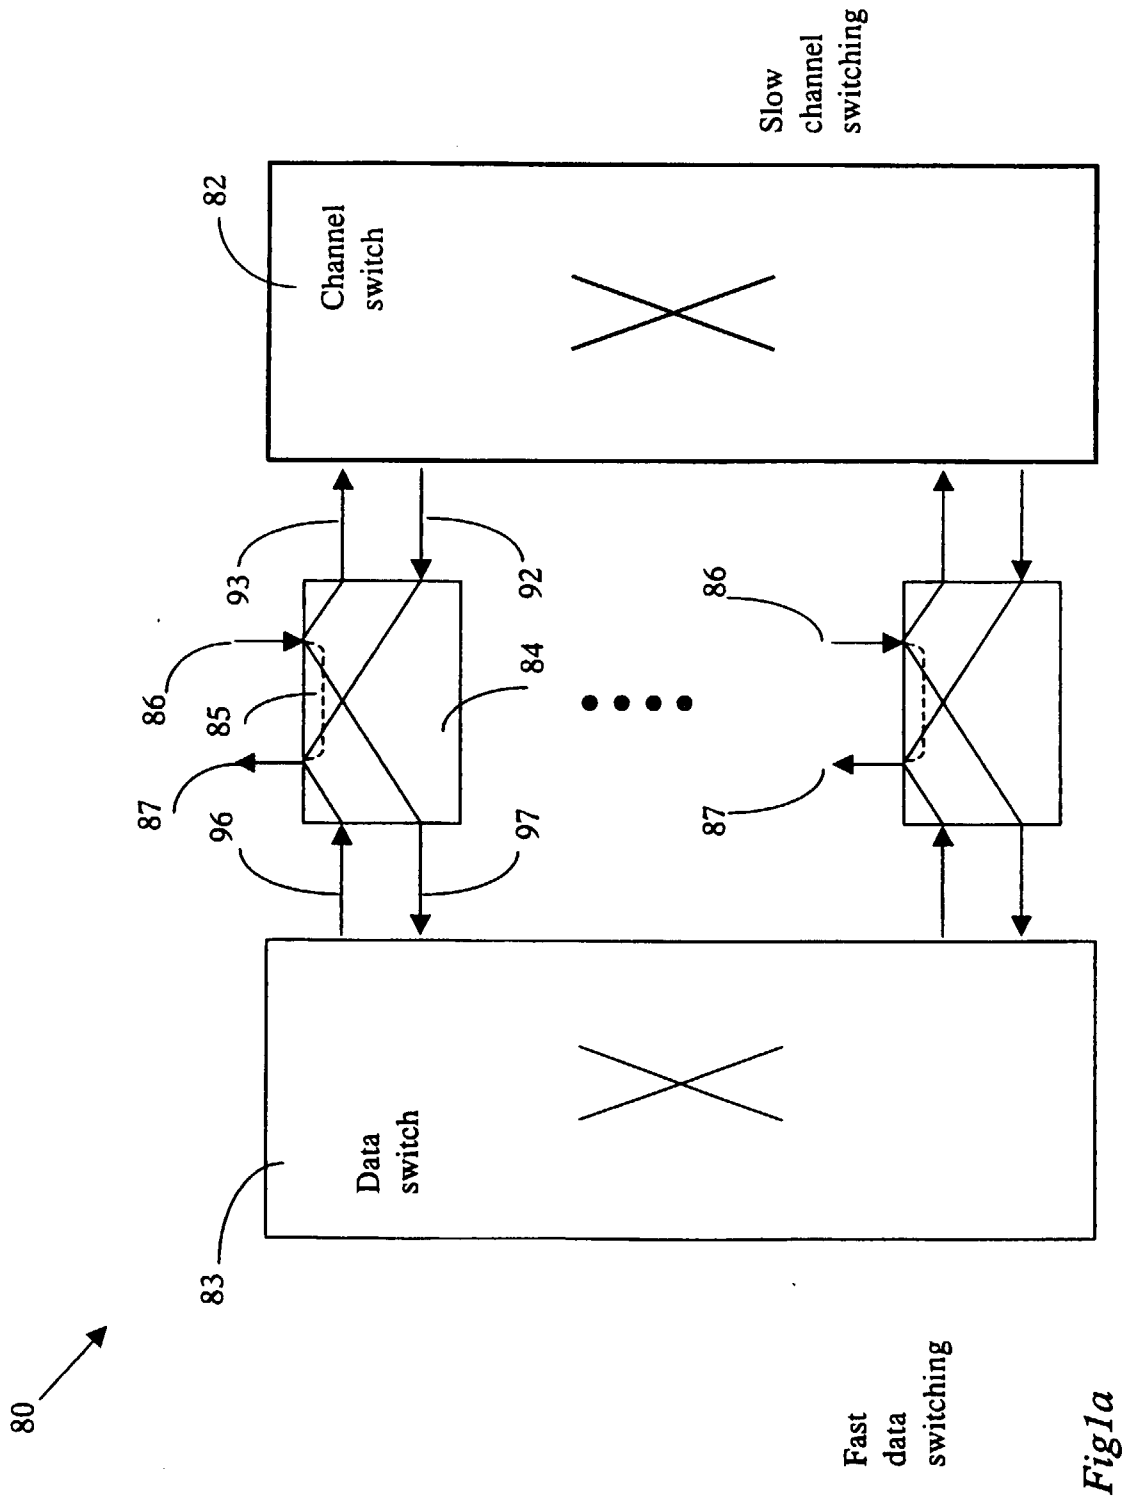 80
83
Data
switch
Fast
data
switching
87
96
97
86
85
84
93
92
87
86
82
Channel
switch
Slow
channel
switching
Fig1a